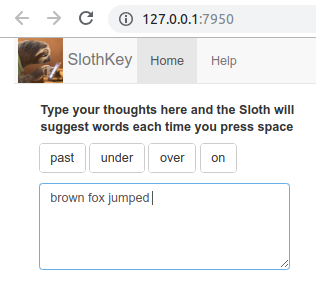 127.0.0.1:7950
SlothKey Home Help
Type your thoughts here and the Sloth will
suggest words each time you press space
past under over on
brown fox jumped